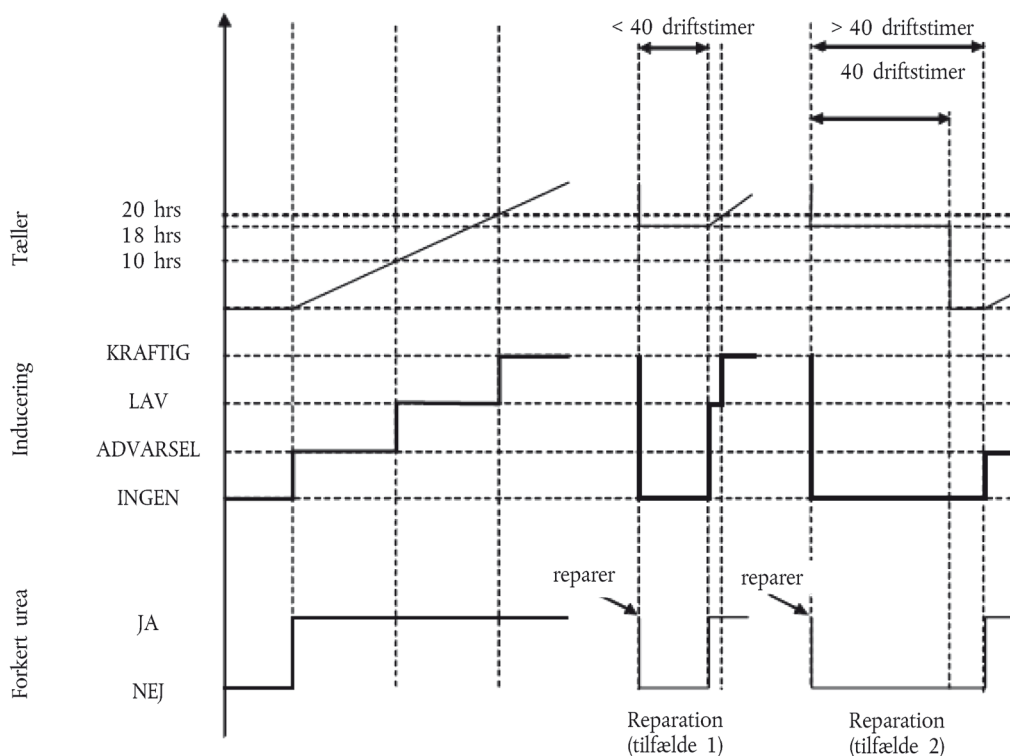 < 40 driftstimer
> 40 driftstimer
40 driftstimer
Tæller
20 hrs
18 hrs
10 hrs
Inducering
KRAFTIG
LAV
ADVARSEL
INGEN
Forkert urea
reparer
reparer
JA
NEJ
Reparation
(tilfælde 1)
Reparation
(tilfælde 2)